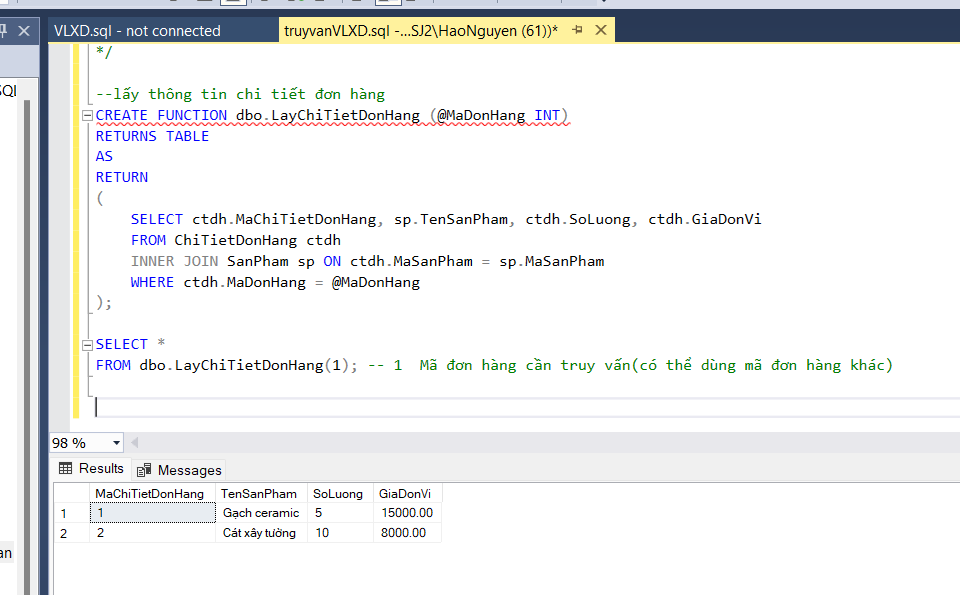 VLXD.sql - not connected
truyvanVLXD.sql -...SJ2\HaoNguyen (61))*
*/
--lấy thông tin chi tiết đơn hàng
CREATE FUNCTION dbo.LayChiTietDonHang (@MaDonHang INT)
RETURNS TABLE
AS
RETURN
(
SELECT ctdh.MaChiTietDonHang, sp.TenSanPham, ctdh.SoLuong, ctdh.GiaDonVi
FROM ChiTietDonHang ctdh
INNER JOIN SanPham sp ON ctdh.MaSanPham = sp.MaSanPham
WHERE ctdh.MaDonHang = @MaDonHang
);
SELECT *
FROM dbo.LayChiTietDonHang(1); -- 1  Mã đơn hàng cần truy vấn(có thể dùng mã đơn hàng khác)
98 %
Results Messages
MaChiTietDonHang TenSanPham SoLuong GiaDonVi
1 1 Gạch ceramic 5 15000.00
2 2 Cát xây tường 10 8000.00